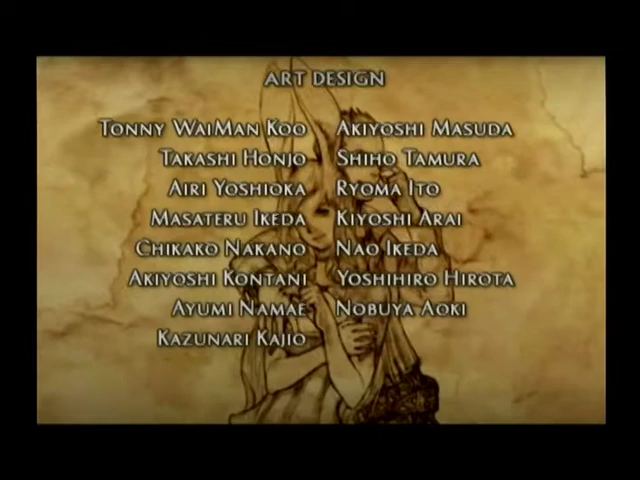 ART DESIGN
TONNY WAIMAN KOO AKIYOSHI MASUDA
TAKASHI HONJO SHIHO TAMURA
AIRI YOSHIOKA RYOMA ITO
MASATERU IKEDA KIYOSHI ARAI
CHIKAKO NAKANO NAO IKEDA
AKIYOSHI KONTANI YOSHIHIRO HIROTA
AYUMI NAMAE NOBUYA AOKI
KAZUNARI KAJIO